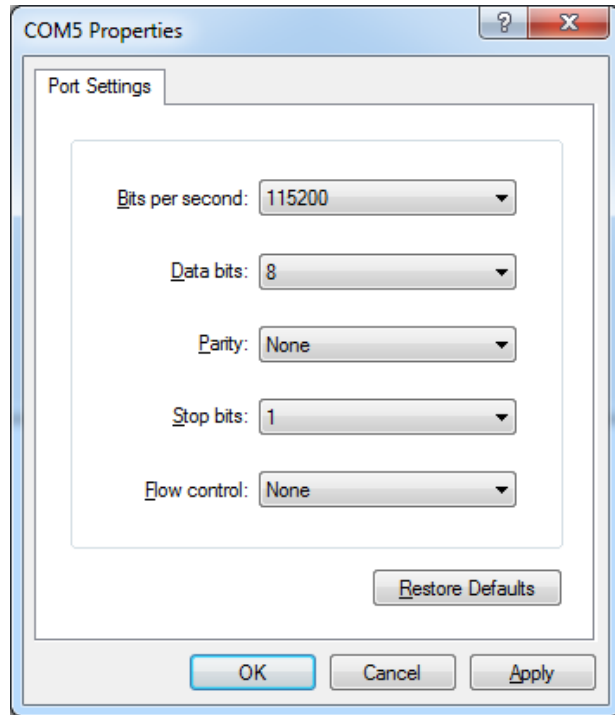 COM5 Properties
Port Settings
Bits per second: 115200
Data bits: 8
Parity: None
Stop bits: 1
Flow control: None
Restore Defaults
OK Cancel Apply